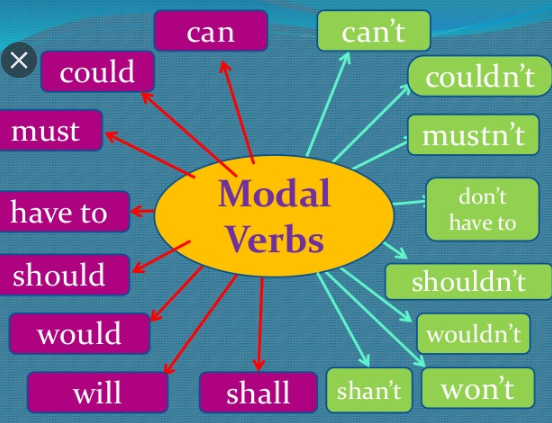 can
can't
could
couldn't
must
mustn't
Modal
Verbs
have to
don't
have to
should
shouldn't
would
wouldn't
will
shall
shan't
won't